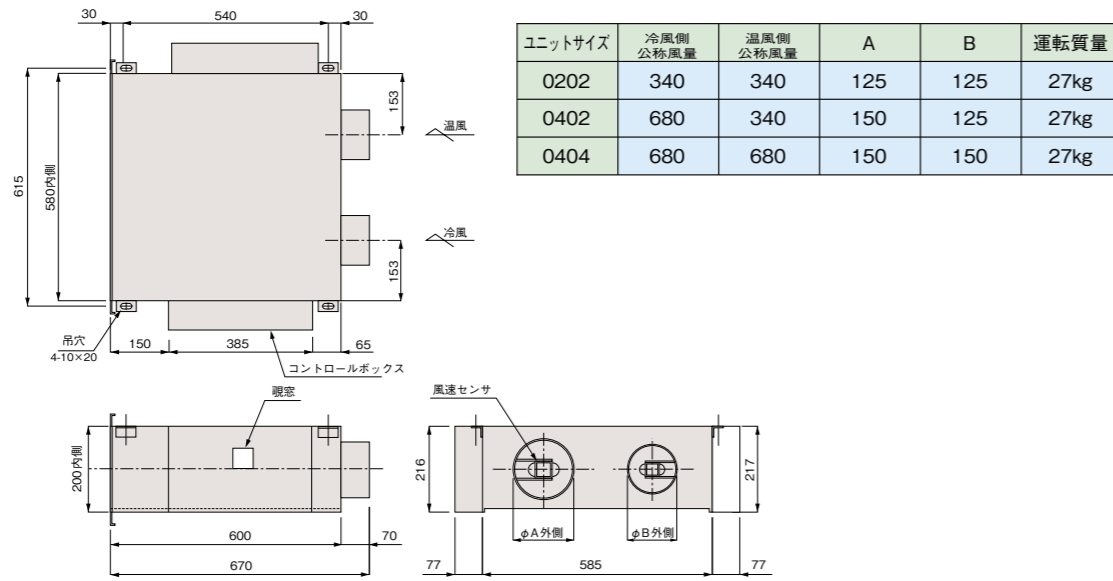 30 540 30
153
温風
615
580内側
冷風
153
吊穴
4-10×20
150 385 65
コントロールボックス
ユニットサイズ 冷風側公称風量 温風側公称風量 A B 運転質量
0202 340 340 125 125 27kg
0402 680 340 150 125 27kg
0404 680 680 150 150 27kg
覗窓
200内側
600 70
670
風速センサ
216
217
φA外側 φB外側
77 585 77